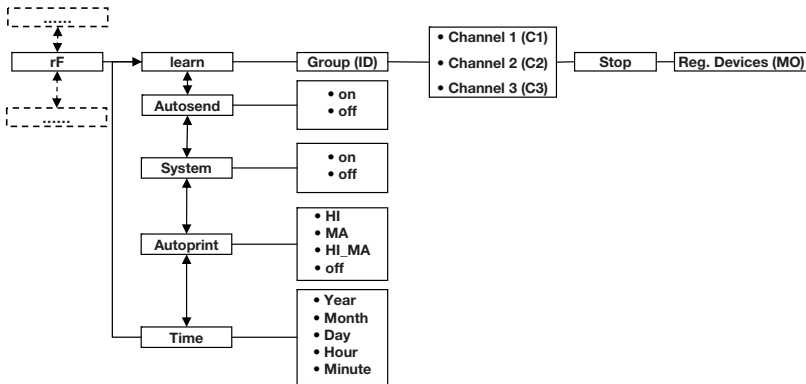 ......
rF
......
learn
Group (ID)
• Channel 1 (C1)
• Channel 2 (C2)
• Channel 3 (C3)
Stop
Reg. Devices (MO)
Autosend
• on
• off
System
• on
• off
Autoprint
• HI
• MA
• HI_MA
• off
Time
• Year
• Month
• Day
• Hour
• Minute